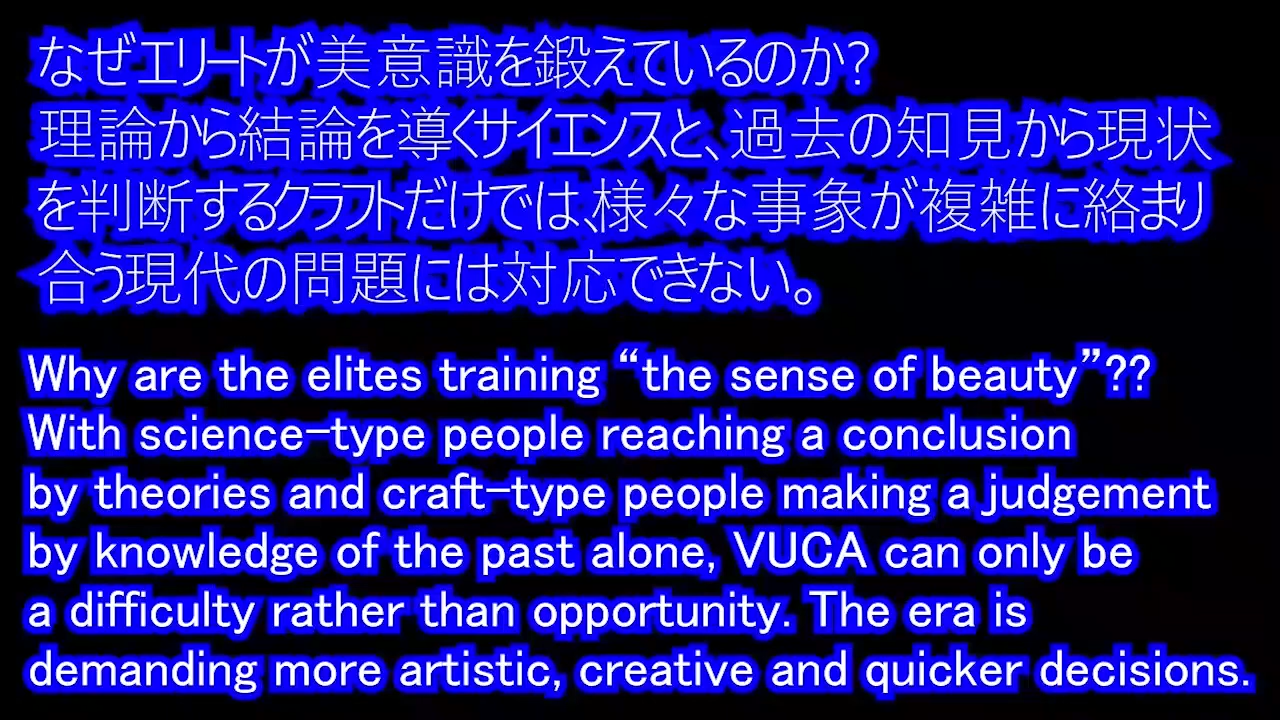 なぜエリートが美意識を鍛えているのか?
理論から結論を導くサイエンスと、過去の知見から現状
を判断するクラフトだけでは、様々な事象が複雑に絡まり
合う現代の問題には対応できない。
Why are the elites training “the sense of beauty”??
With science-type people reaching a conclusion
by theories and craft-type people making a judgement
by knowledge of the past alone, VUCA can only be
a difficulty rather than opportunity. The era is
demanding more artistic, creative and quicker decisions.